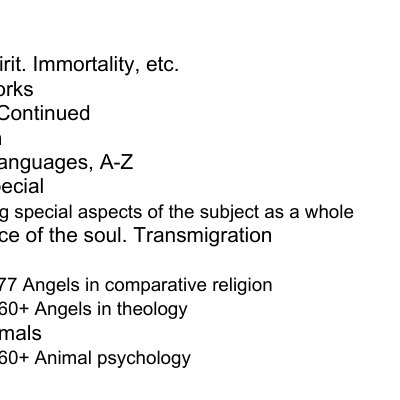 irit. Immortality, etc.
orks
Continued
n
anguages, A-Z
ecial
g special aspects of the subject as a whole
ce of the soul. Transmigration
77 Angels in comparative religion
60+ Angels in theology
mals
60+ Animal psychology